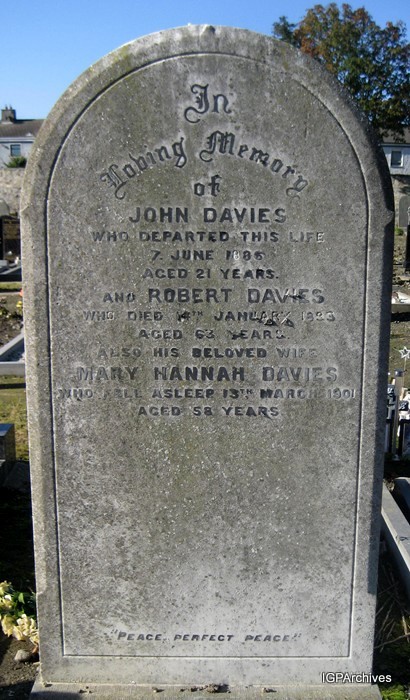 In
Loving Memory
of
JOHN DAVIES
WHO DEPARTED THIS LIFE
7. JUNE 1886
AGED 21 YEARS.
AND ROBERT DAVIES
WHO DIED 14TH JANUARY
AGED 63 YEARS.
ALSO HIS BELOVED WIFE
MARY HANNAH DAVIES
WHO FELL ASLEEP 13TH MARCH 1901
AGED 58 YEARS.
"PEACE, PERFECT PEACE."
IGPArchives